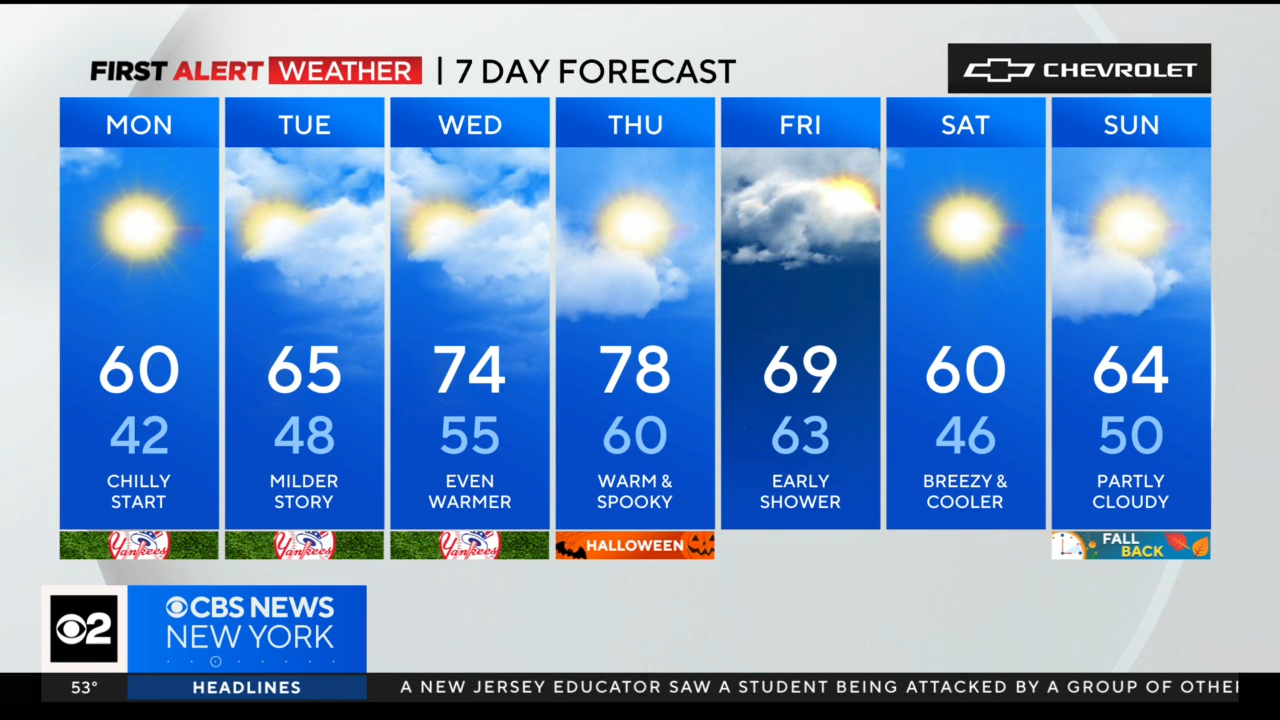 FIRST ALERT WEATHER | 7 DAY FORECAST
CHEVROLET
MON
TUE
WED
THU
FRI
SAT
SUN
60
65
74
78
69
60
64
42
48
55
60
63
46
50
CHILLY
START
MILDER
STORY
EVEN
WARMER
WARM &
SPOOKY
EARLY
SHOWER
BREEZY &
COOLER
PARTLY
CLOUDY
Yankees
Yankees
Yankees
HALLOWEEN
FALL
BACK
2
CBS NEWS
NEW YORK
53°
HEADLINES
A NEW JERSEY EDUCATOR SAW A STUDENT BEING ATTACKED BY A GROUP OF OTHE